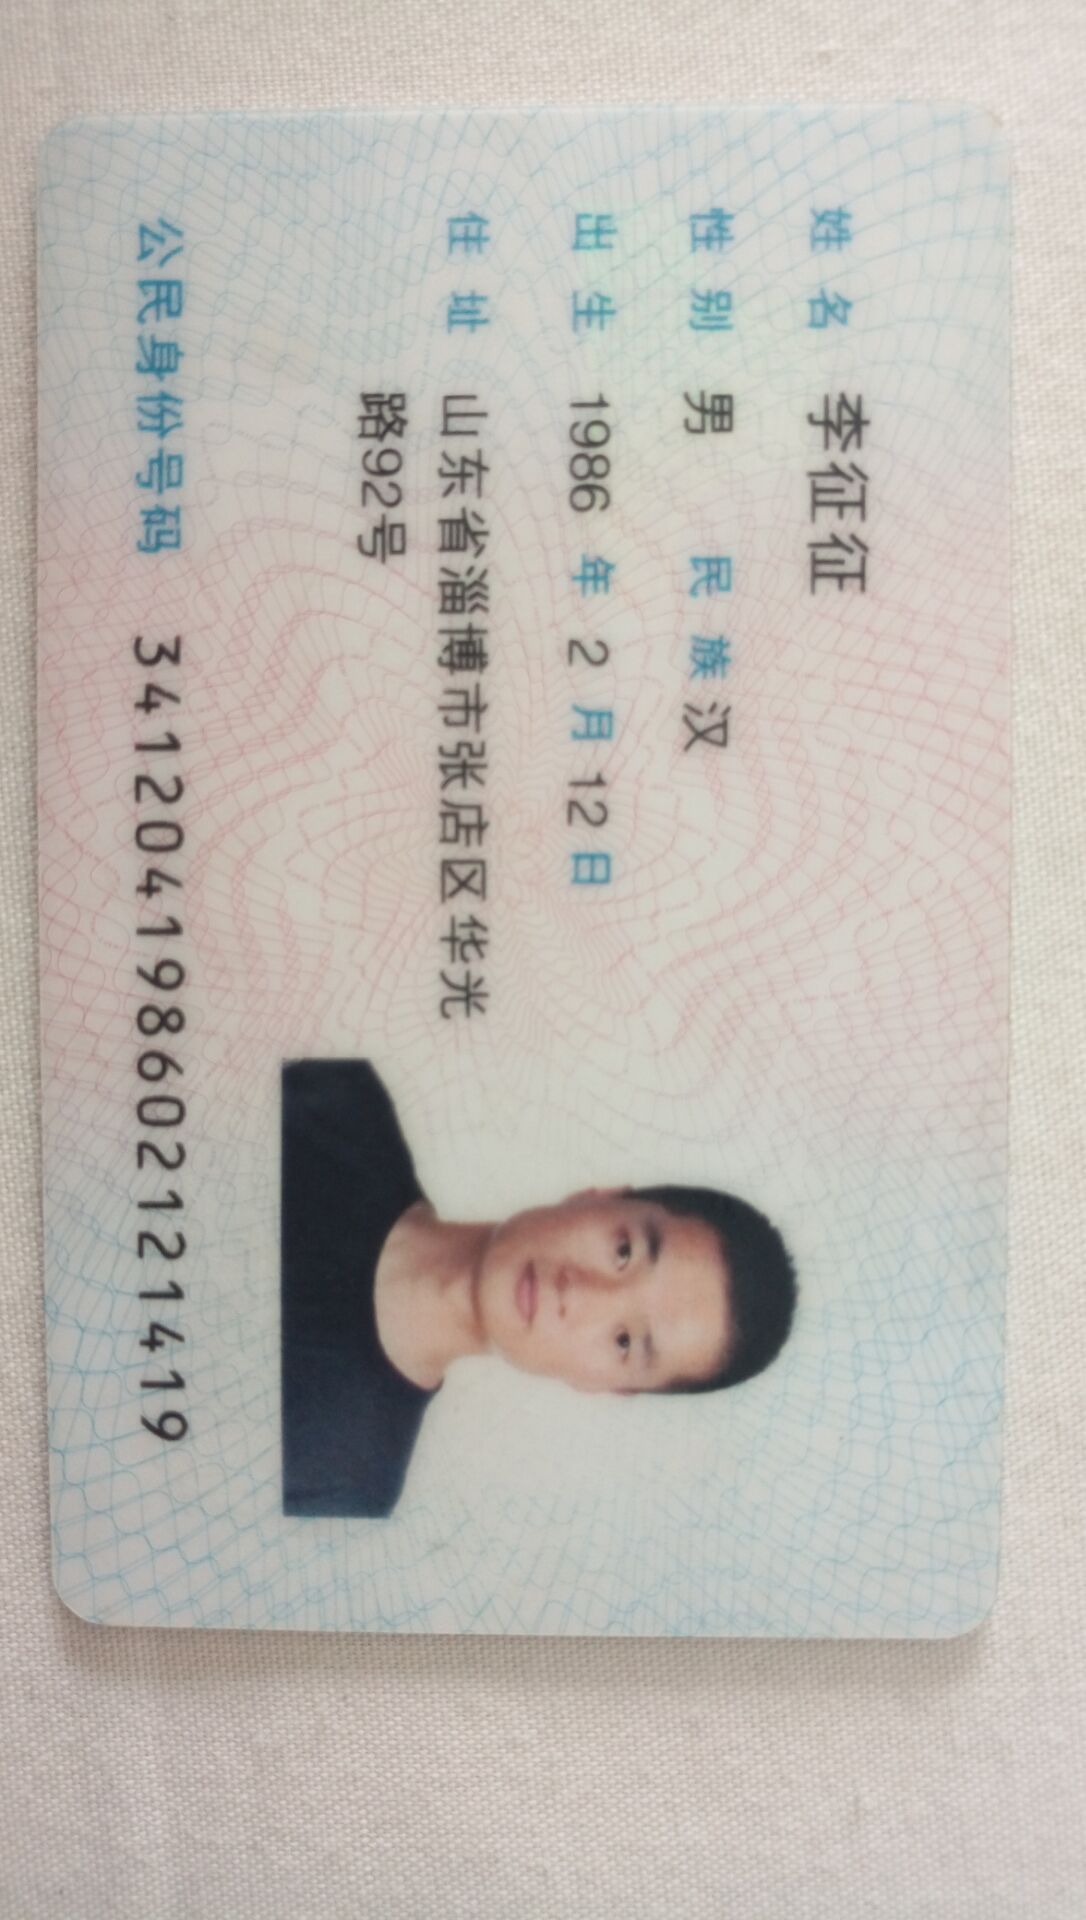 姓名 李征征
性别 男 民族 汉
出生 1986 年 2 月 12 日
住址 山东省淄博市张店区华光
路92号
公民身份号码 341204198602121419